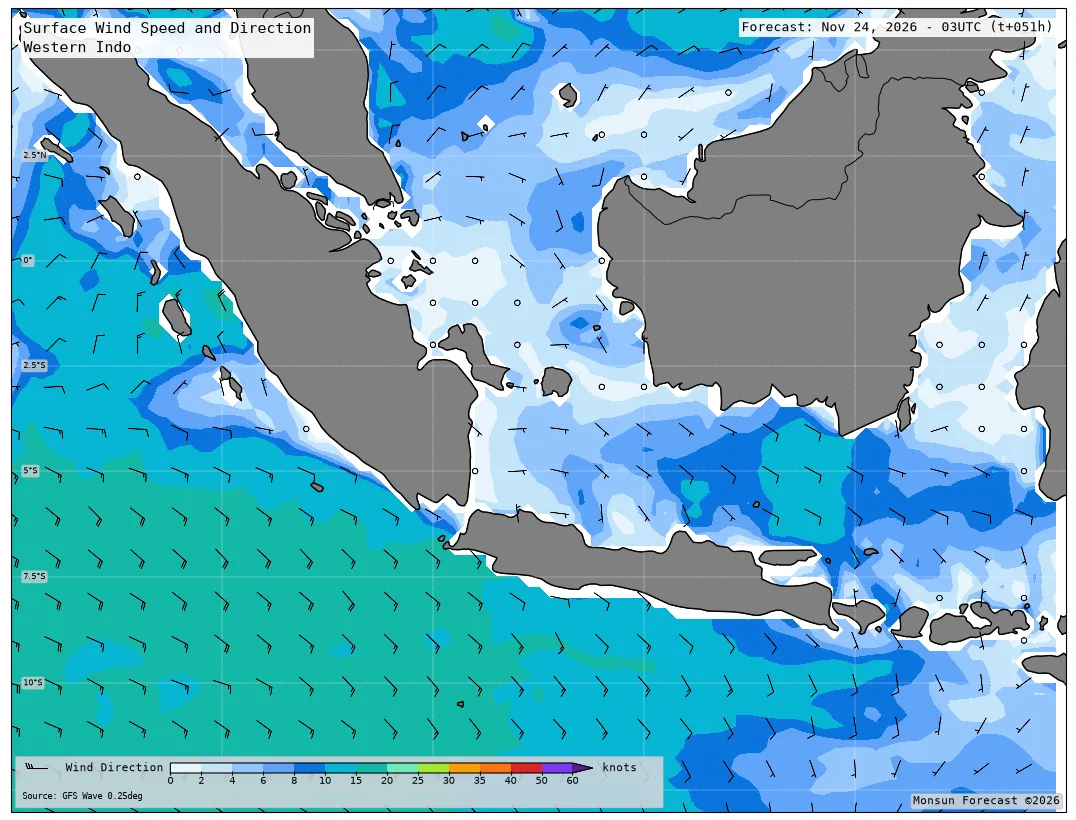 Surface Wind Speed and Direction
Western Indo
Forecast: Nov 24, 2026 - 03UTC (t+051h)
2.5°N
0°
2.5°S
5°S
7.5°S
10°S
Wind Direction
0 2 4 6 8 10 15 20 25 30 35 40 50 60
knots
Source: GFS Wave 0.25deg
Monsun Forecast ©2026